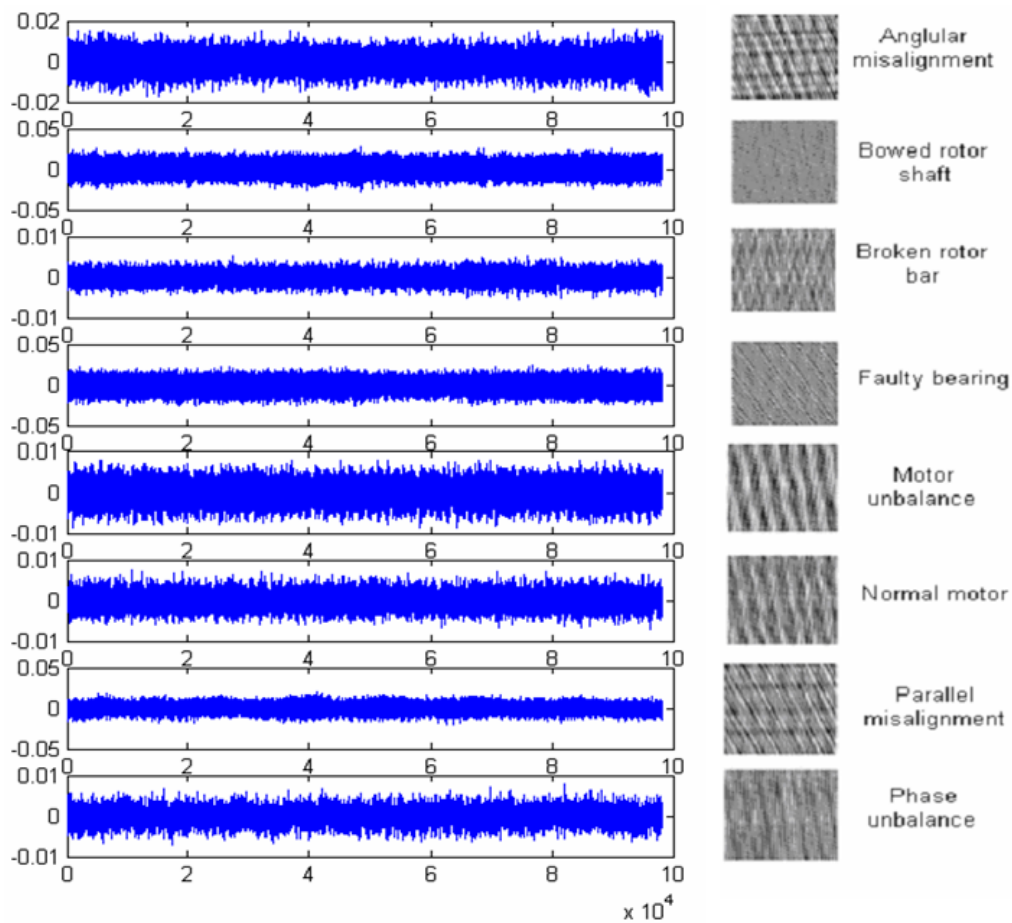 0.02
0
-0.02
0 2 4 6 8 10
Anglular
misalignment
0.05
0
-0.05
0 2 4 6 8 10
Bowed rotor
shaft
0.01
0
-0.01
0 2 4 6 8 10
Broken rotor
bar
0.05
0
-0.05
0 2 4 6 8 10
Faulty bearing
0.01
0
-0.01
0 2 4 6 8 10
Motor
unbalance
0.01
0
-0.01
0 2 4 6 8 10
Normal motor
0.05
0
-0.05
0 2 4 6 8 10
Parallel
misalignment
0.01
0
-0.01
0 2 4 6 8 10
Phase
unbalance
x 10^4